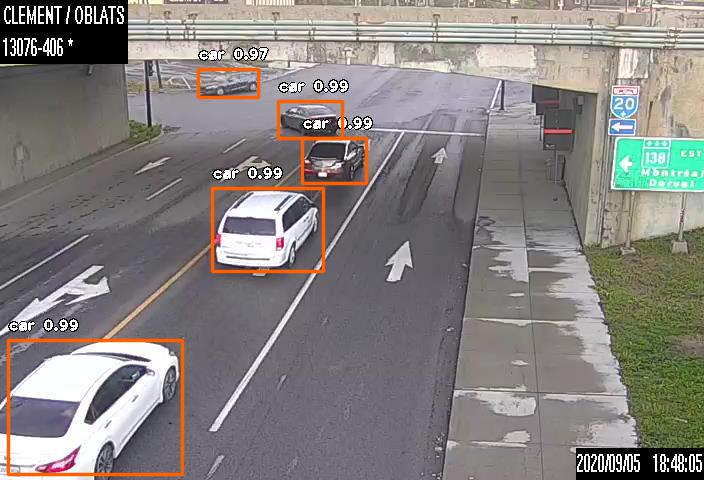 CLEMENT / OBLATS
13076-406 *
car 0.97
car 0.99
car 0.99
car 0.99
car 0.99
20
138 EST
Montréal
Dorval
2020/09/05 18:48:05